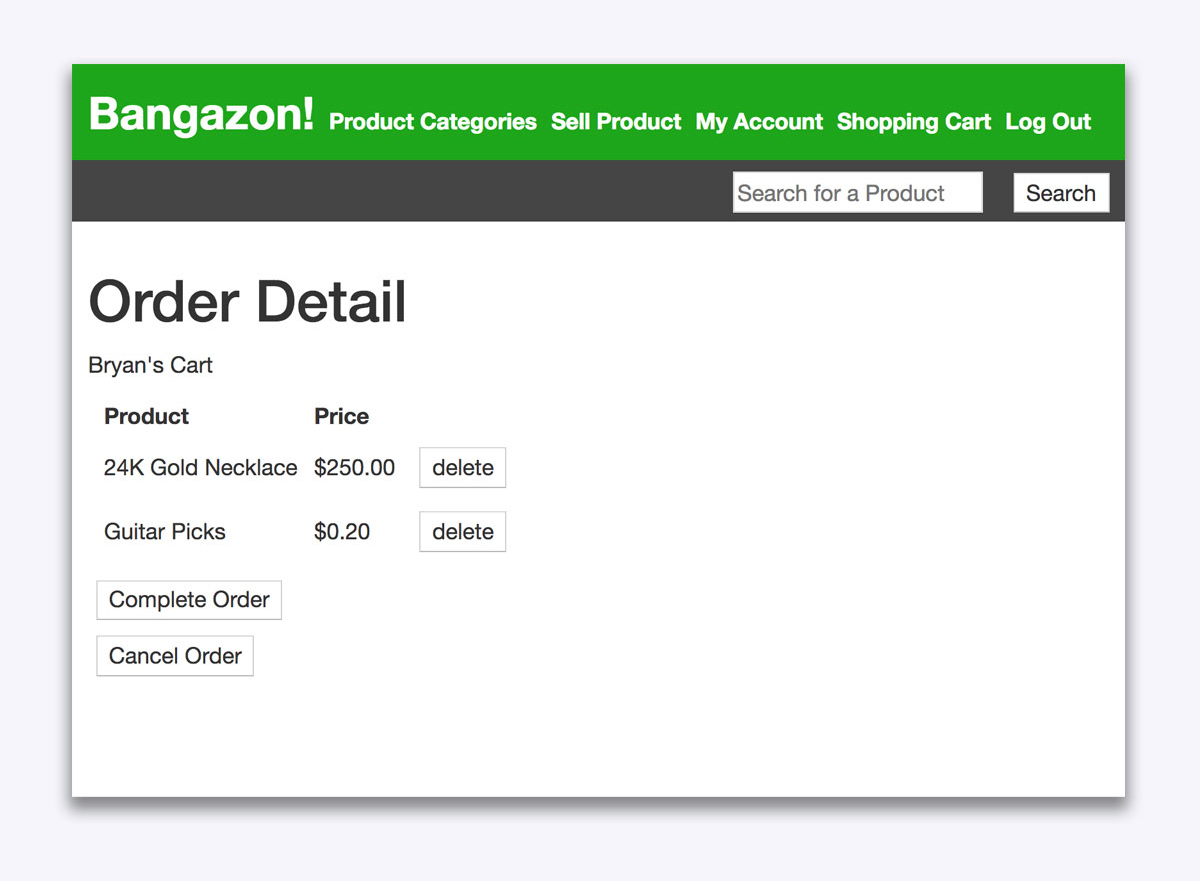 Bangazon! Product Categories Sell Product My Account Shopping Cart Log Out
Search for a Product Search
Order Detail
Bryan's Cart
Product Price
24K Gold Necklace $250.00 delete
Guitar Picks $0.20 delete
Complete Order
Cancel Order